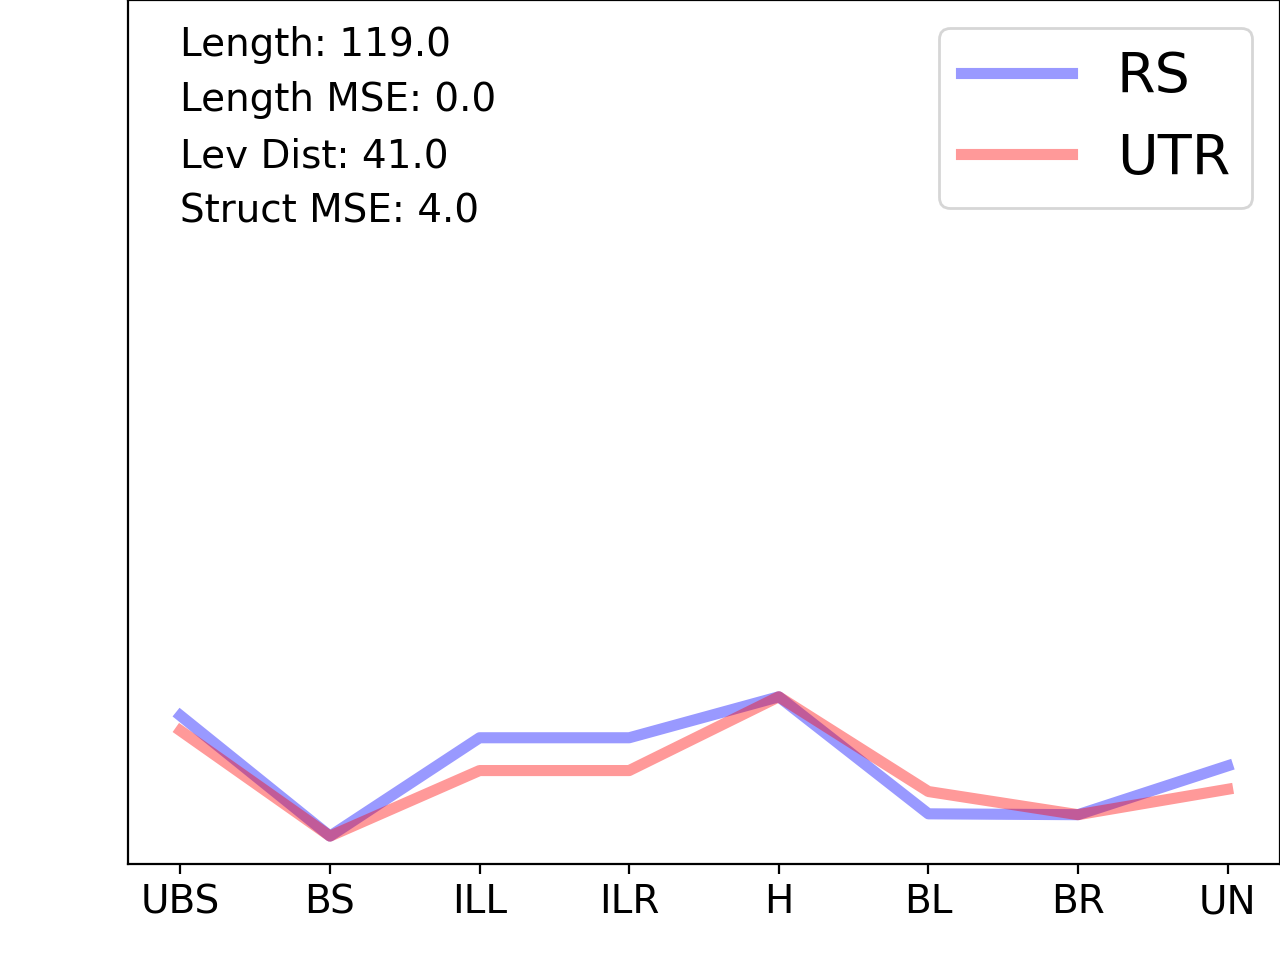 Length: 119.0
Length MSE: 0.0
Lev Dist: 41.0
Struct MSE: 4.0
RS
UTR
UBS BS ILL ILR H BL BR UN